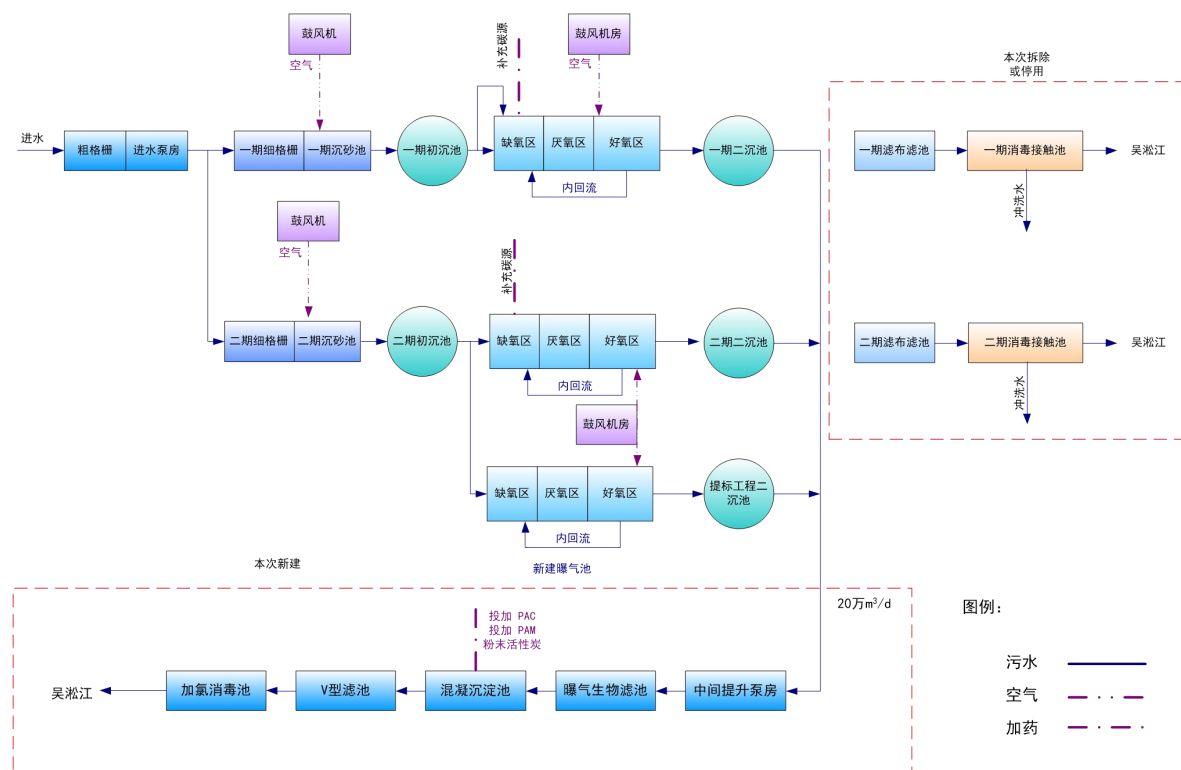 鼓风机
空气
补充碳源
鼓风机房
空气
本次拆除
或停用
进水
粗格栅
进水泵房
一期细格栅
一期沉砂池
一期初沉池
缺氧区
厌氧区
好氧区
内回流
一期二沉池
一期滤布滤池
一期消毒接触池
吴淞江
冲洗水
鼓风机
空气
补充碳源
二期细格栅
二期沉砂池
二期初沉池
缺氧区
厌氧区
好氧区
内回流
二期二沉池
二期滤布滤池
二期消毒接触池
吴淞江
冲洗水
鼓风机房
缺氧区
厌氧区
好氧区
内回流
提标工程二
沉池
新建曝气池
本次新建
20万m³/d
投加 PAC
投加 PAM
粉末活性炭
吴淞江
加氯消毒池
V型滤池
混凝沉淀池
曝气生物滤池
中间提升泵房
图例：
污水
空气
加药